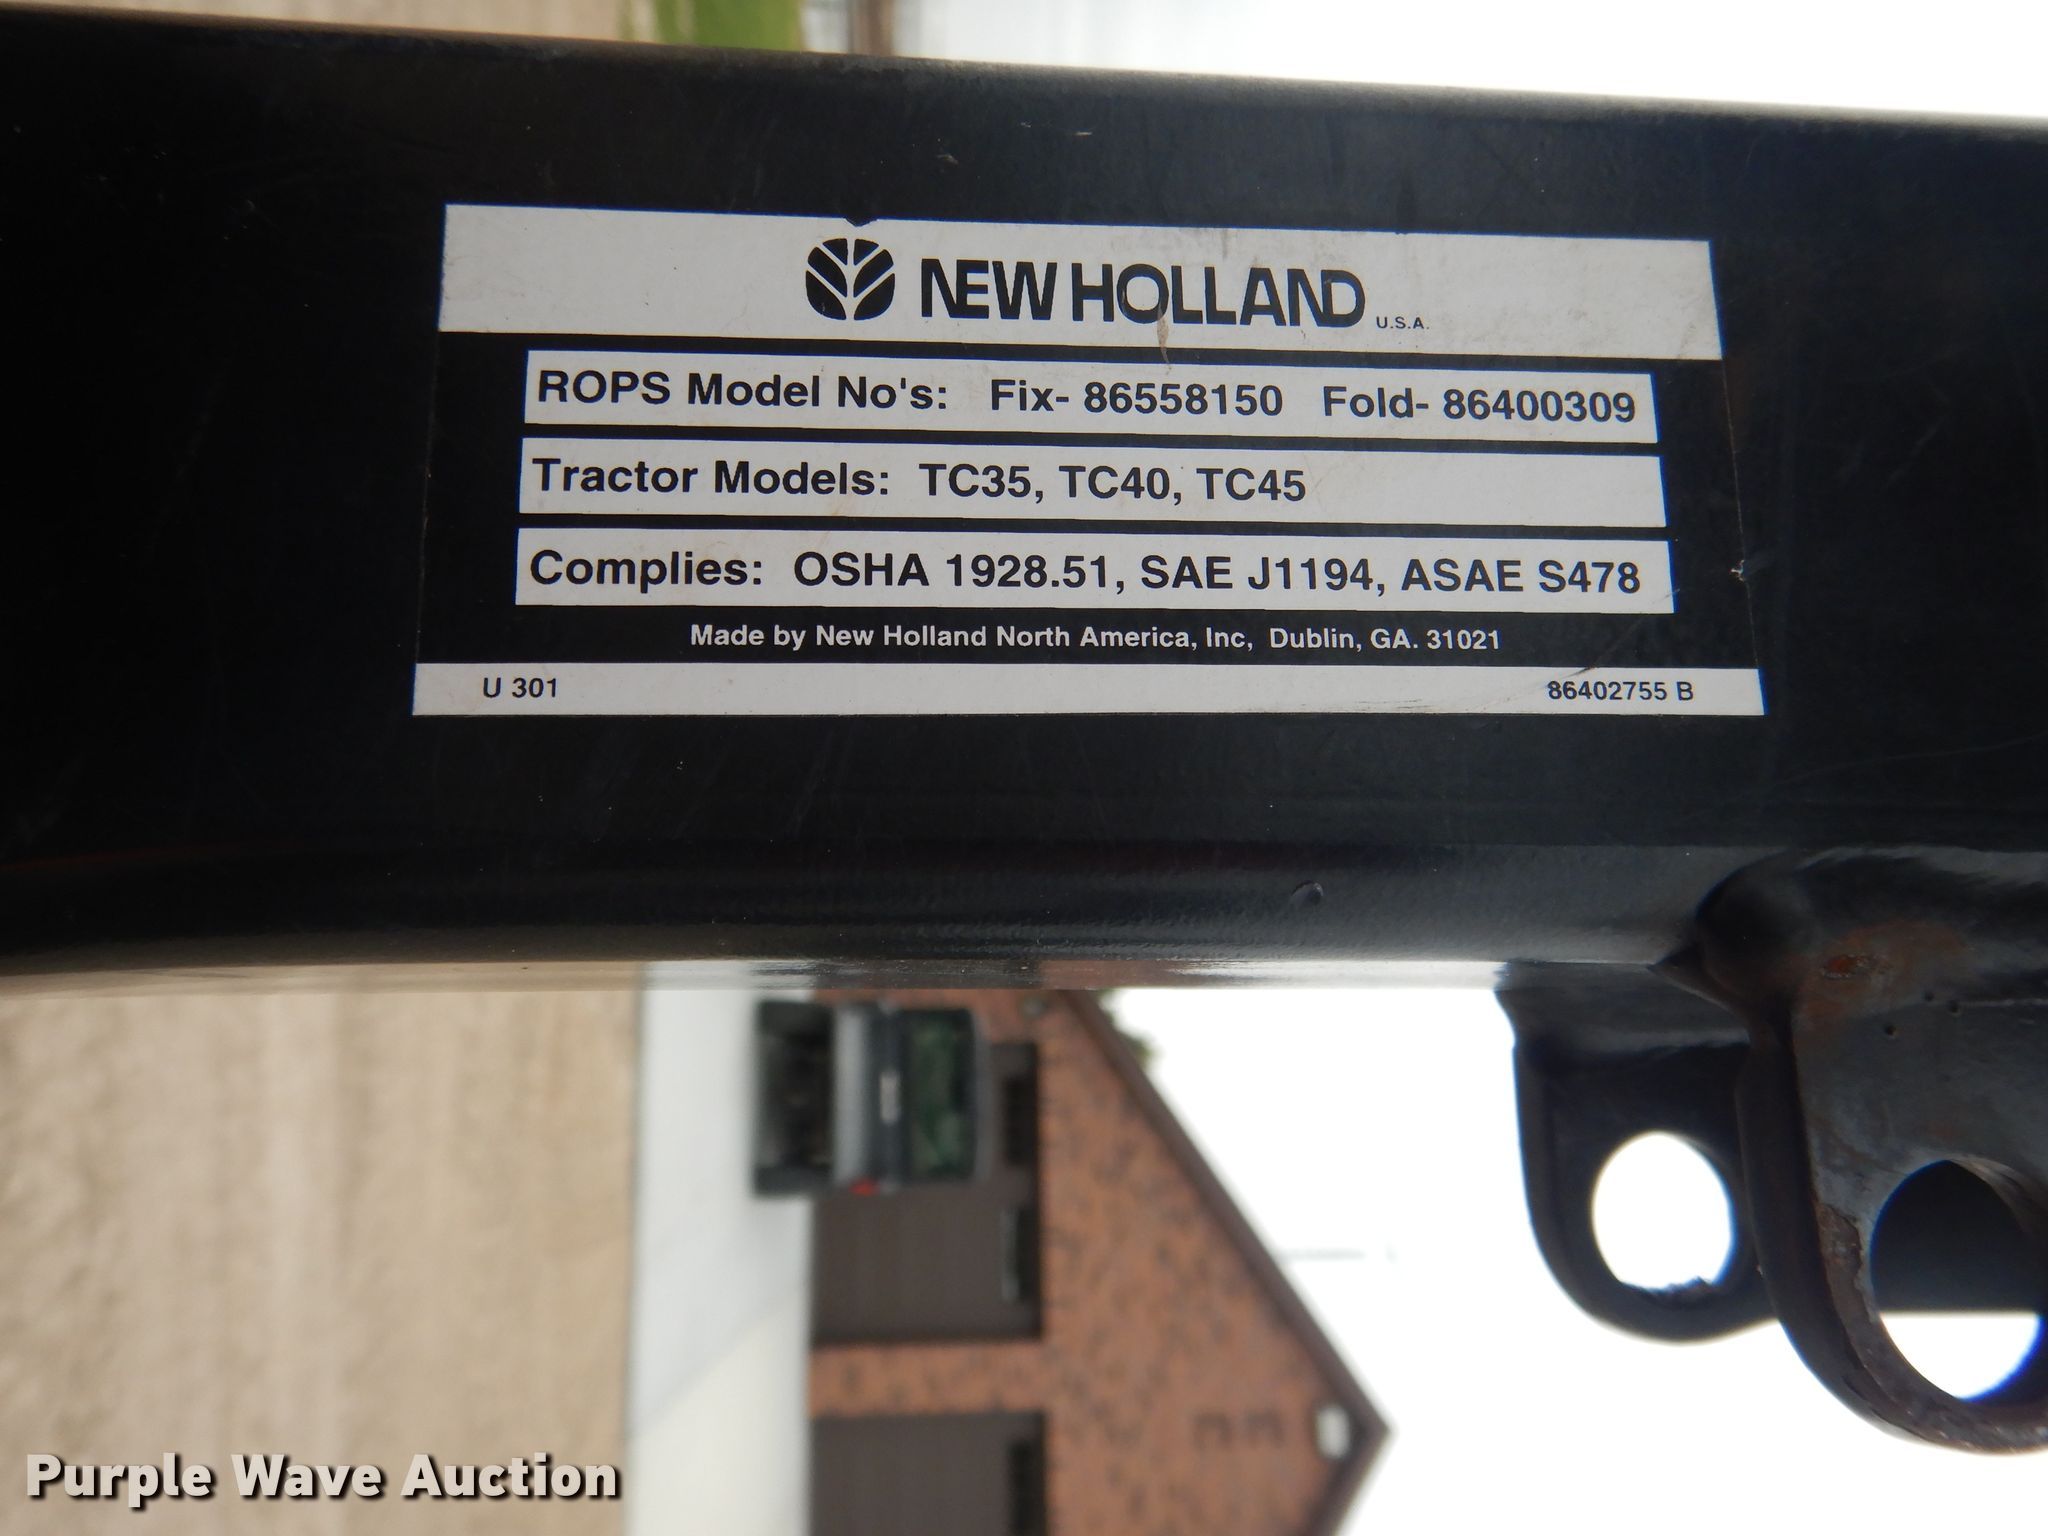 NEW HOLLAND U.S.A.
ROPS Model No's: Fix- 86558150 Fold- 86400309
Tractor Models: TC35, TC40, TC45
Complies: OSHA 1928.51, SAE J1194, ASAE S478
Made by New Holland North America, Inc, Dublin, GA. 31021
U 301 86402755 B
Purple Wave Auction